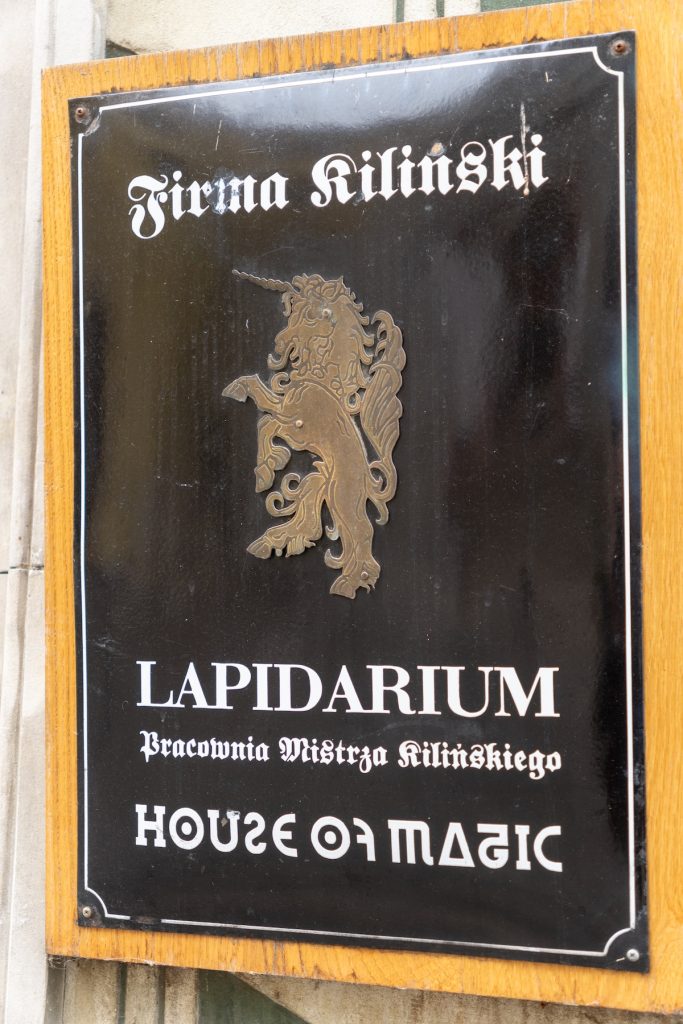 Firma Kiliński
LAPIDARIUM
Pracownia Mistrza Kilińskiego
HOUSE OF MAGIC